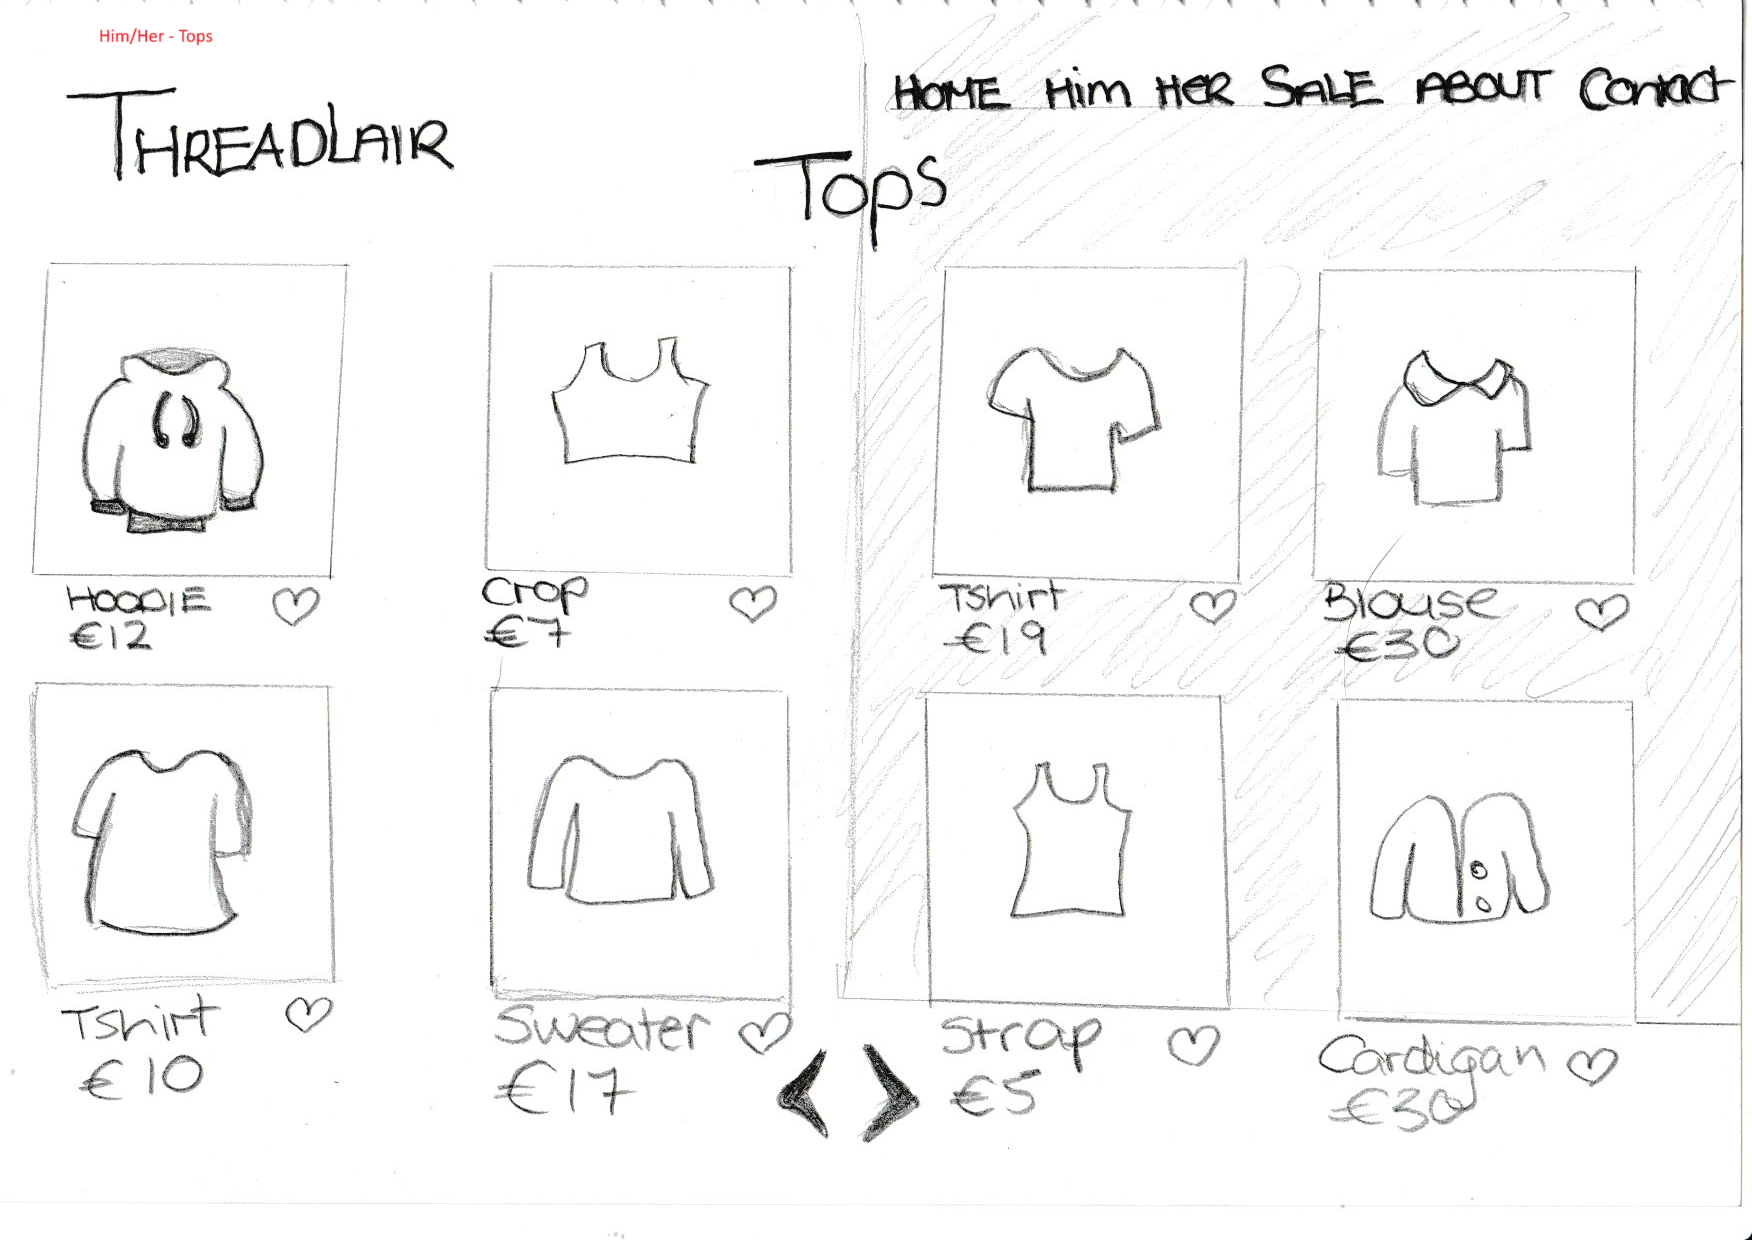 Him/Her - Tops
HOME Him HER SALE ABOUT Contact
THREADLAIR
Tops
HOODIE
€12
Crop
€7
Tshirt
€19
Blouse
€30
Tshirt
€10
Sweater
€17
Strap
€5
Cardigan
€30